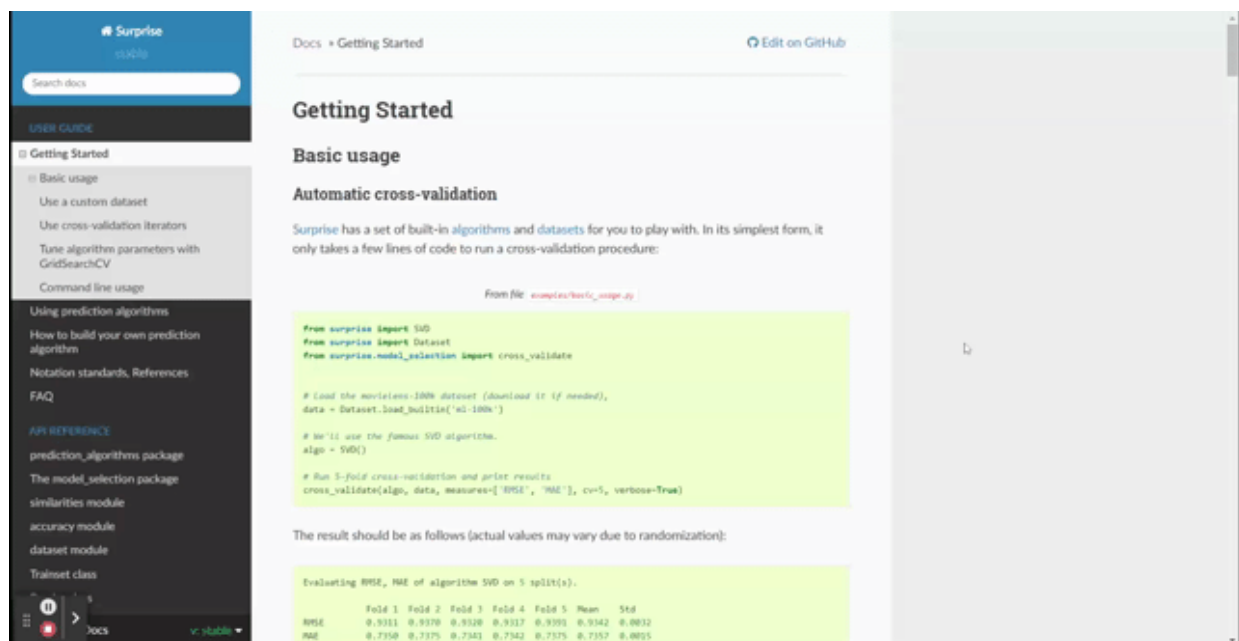 Surprise
stable
Search docs
USER GUIDE
Getting Started
Basic usage
Use a custom dataset
Use cross-validation iterators
Tune algorithm parameters with
GridSearchCV
Command line usage
Using prediction algorithms
How to build your own prediction
algorithm
Notation standards, References
FAQ
API REFERENCE
prediction_algorithms package
The model_selection package
similarities module
accuracy module
dataset module
Trainset class
Docs
v: stable
Docs » Getting Started
Edit on GitHub
Getting Started
Basic usage
Automatic cross-validation
Surprise has a set of built-in algorithms and datasets for you to play with. In its simplest form, it
only takes a few lines of code to run a cross-validation procedure:
From file examples/basic_usage.py
from surprise import SVD
from surprise import Dataset
from surprise.model_selection import cross_validate
# Load the movielens-100k dataset (download it if needed),
data = Dataset.load_builtin('ml-100k')
# We'll use the famous SVD algorithm.
algo = SVD()
# Run 5-fold cross-validation and print results
cross_validate(algo, data, measures=['RMSE', 'MAE'], cv=5, verbose=True)
The result should be as follows (actual values may vary due to randomization):
Evaluating RMSE, MAE of algorithm SVD on 5 split(s).
Fold 1 Fold 2 Fold 3 Fold 4 Fold 5 Mean Std
RMSE 0.9311 0.9370 0.9320 0.9317 0.9391 0.9342 0.0032
MAE 0.7350 0.7375 0.7341 0.7342 0.7375 0.7357 0.0015